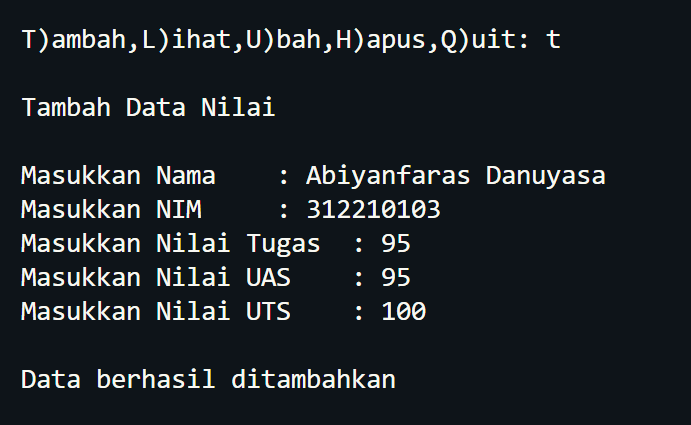 T)ambah,L)ihat,U)bah,H)apus,Q)uit: t
Tambah Data Nilai
Masukkan Nama    : Abiyanfaras Danuyasa
Masukkan NIM     : 312210103
Masukkan Nilai Tugas  : 95
Masukkan Nilai UAS    : 95
Masukkan Nilai UTS    : 100
Data berhasil ditambahkan